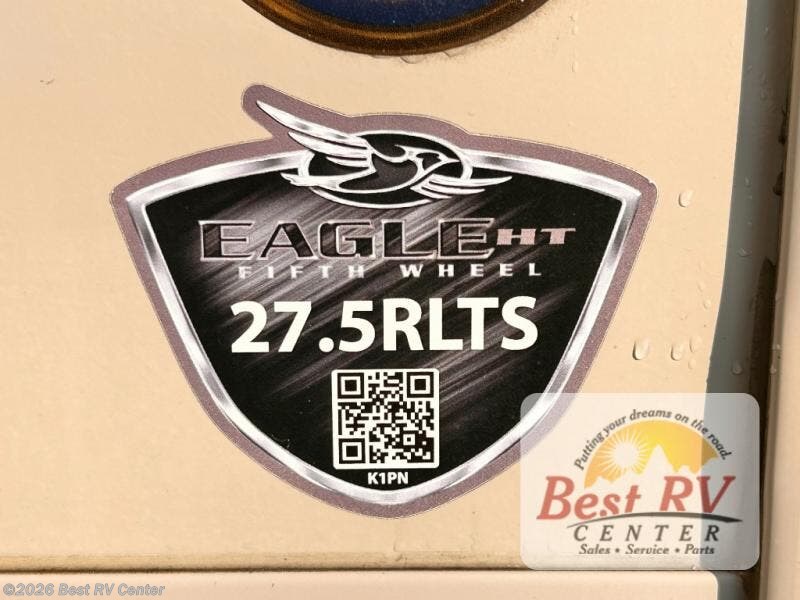 EAGLE HT
FIFTH WHEEL
27.5RLTS
K1PN
Putting your dreams on the road.
Best RV
CENTER
Sales • Service • Parts
©2026 Best RV Center